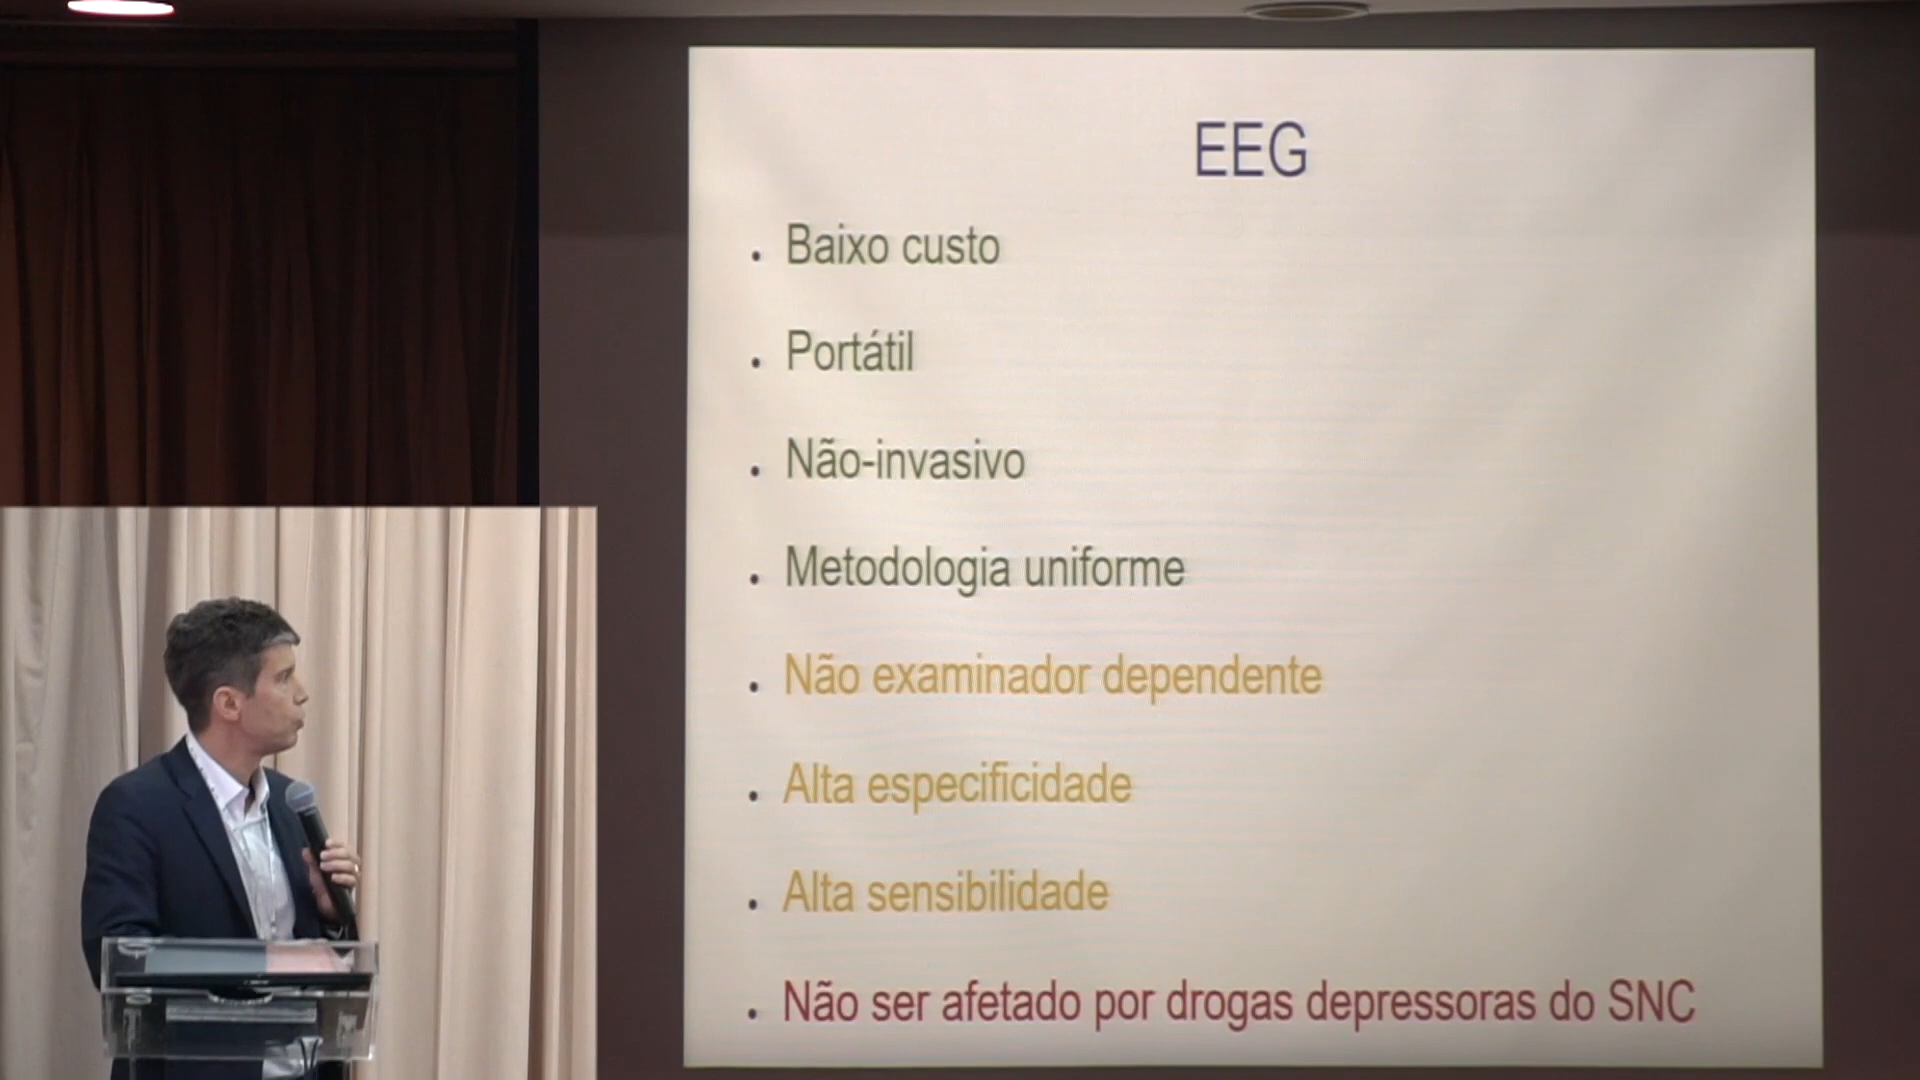 EEG
Baixo custo
Portátil
Não-invasivo
Metodologia uniforme
Não examinador dependente
Alta especificidade
Alta sensibilidade
Não ser afetado por drogas depressoras do SNC